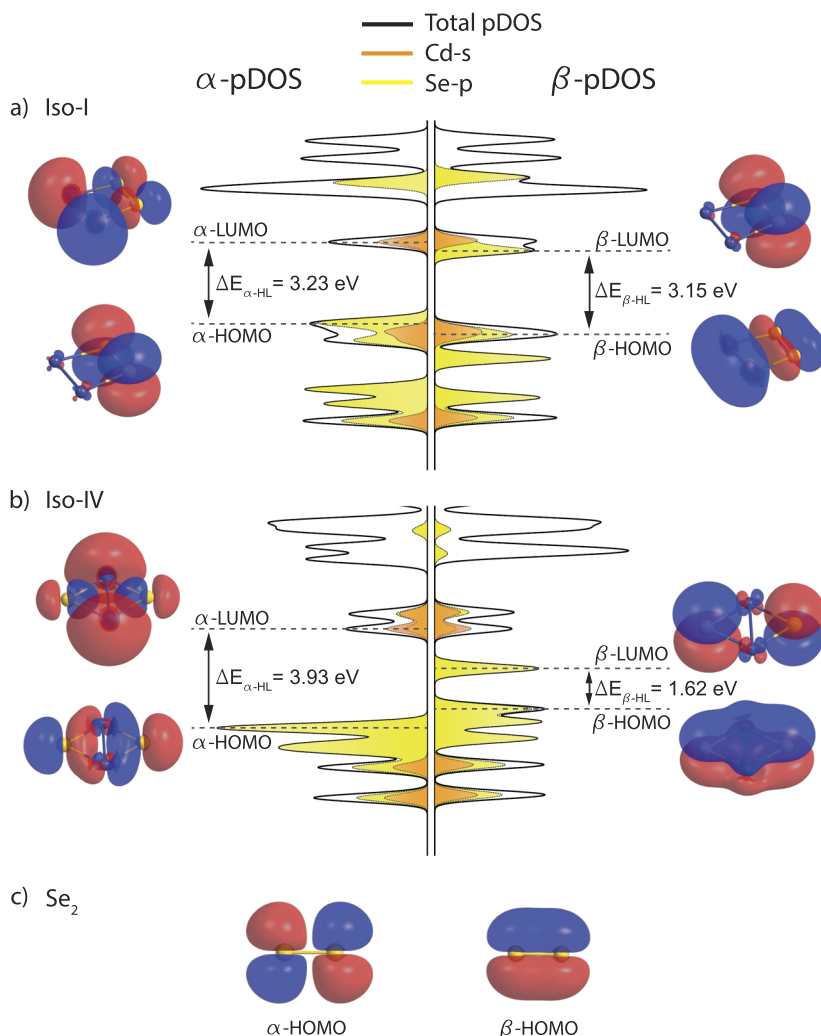 Total pDOS
Cd-s
Se-p
α-pDOS
β-pDOS
a) Iso-I
α-LUMO
ΔEα-HL = 3.23 eV
α-HOMO
β-LUMO
ΔEβ-HL = 3.15 eV
β-HOMO
b) Iso-IV
α-LUMO
ΔEα-HL = 3.93 eV
α-HOMO
β-LUMO
ΔEβ-HL = 1.62 eV
β-HOMO
c) Se2
α-HOMO
β-HOMO